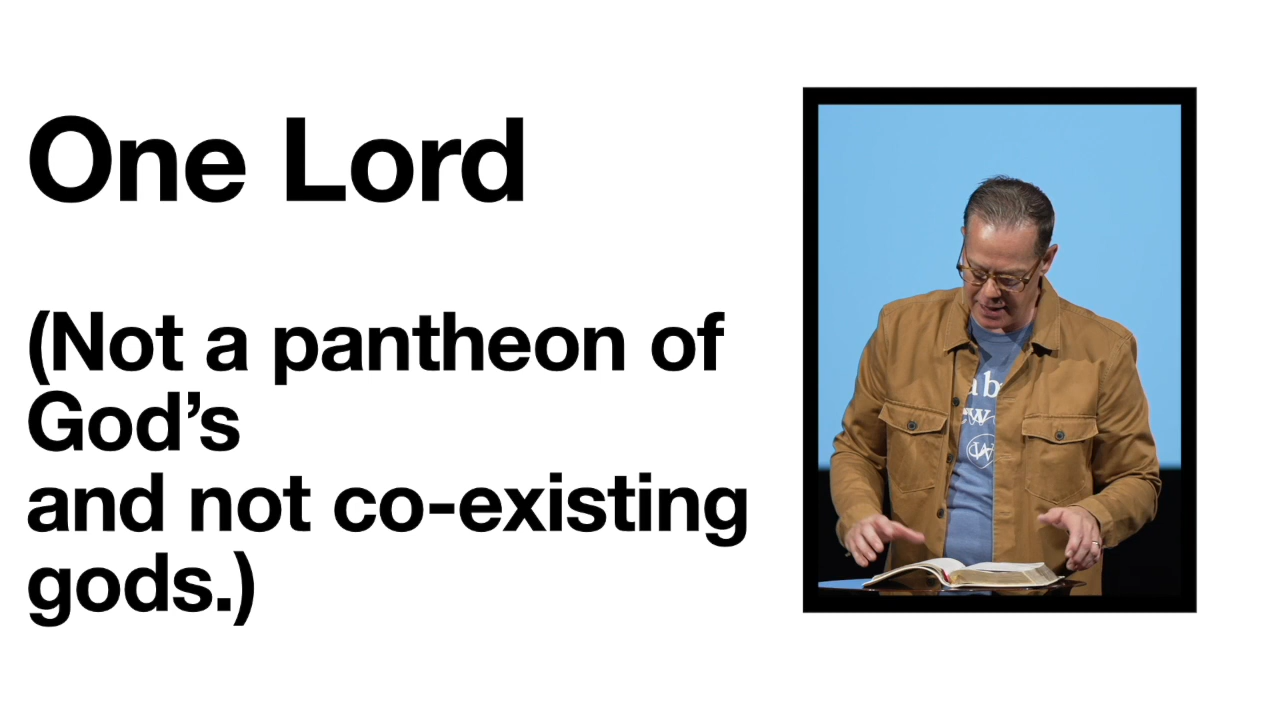 One Lord
(Not a pantheon of
God’s
and not co-existing
gods.)